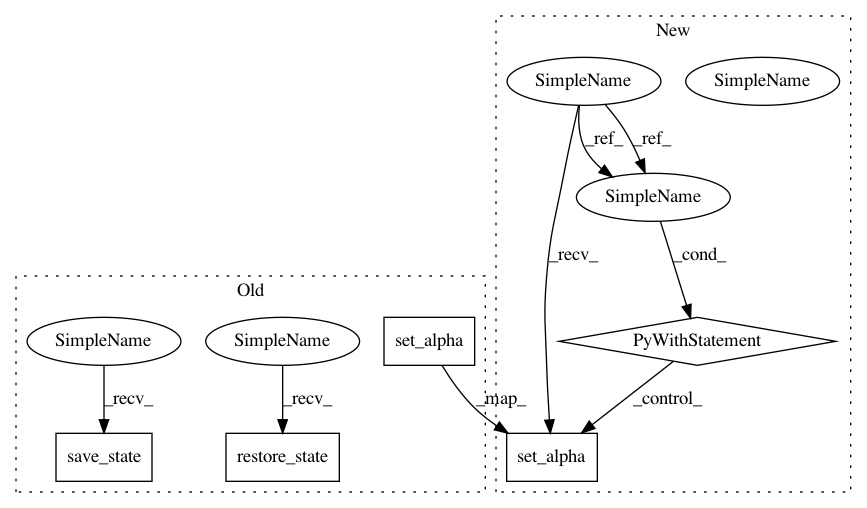 New
SimpleName
SimpleName
_ref_
_ref_
SimpleName
_recv_
_cond_
Old
SimpleName
SimpleName
set_alpha
PyWithStatement
_recv_
_recv_
_map_
_control_
save_state
restore_state
set_alpha